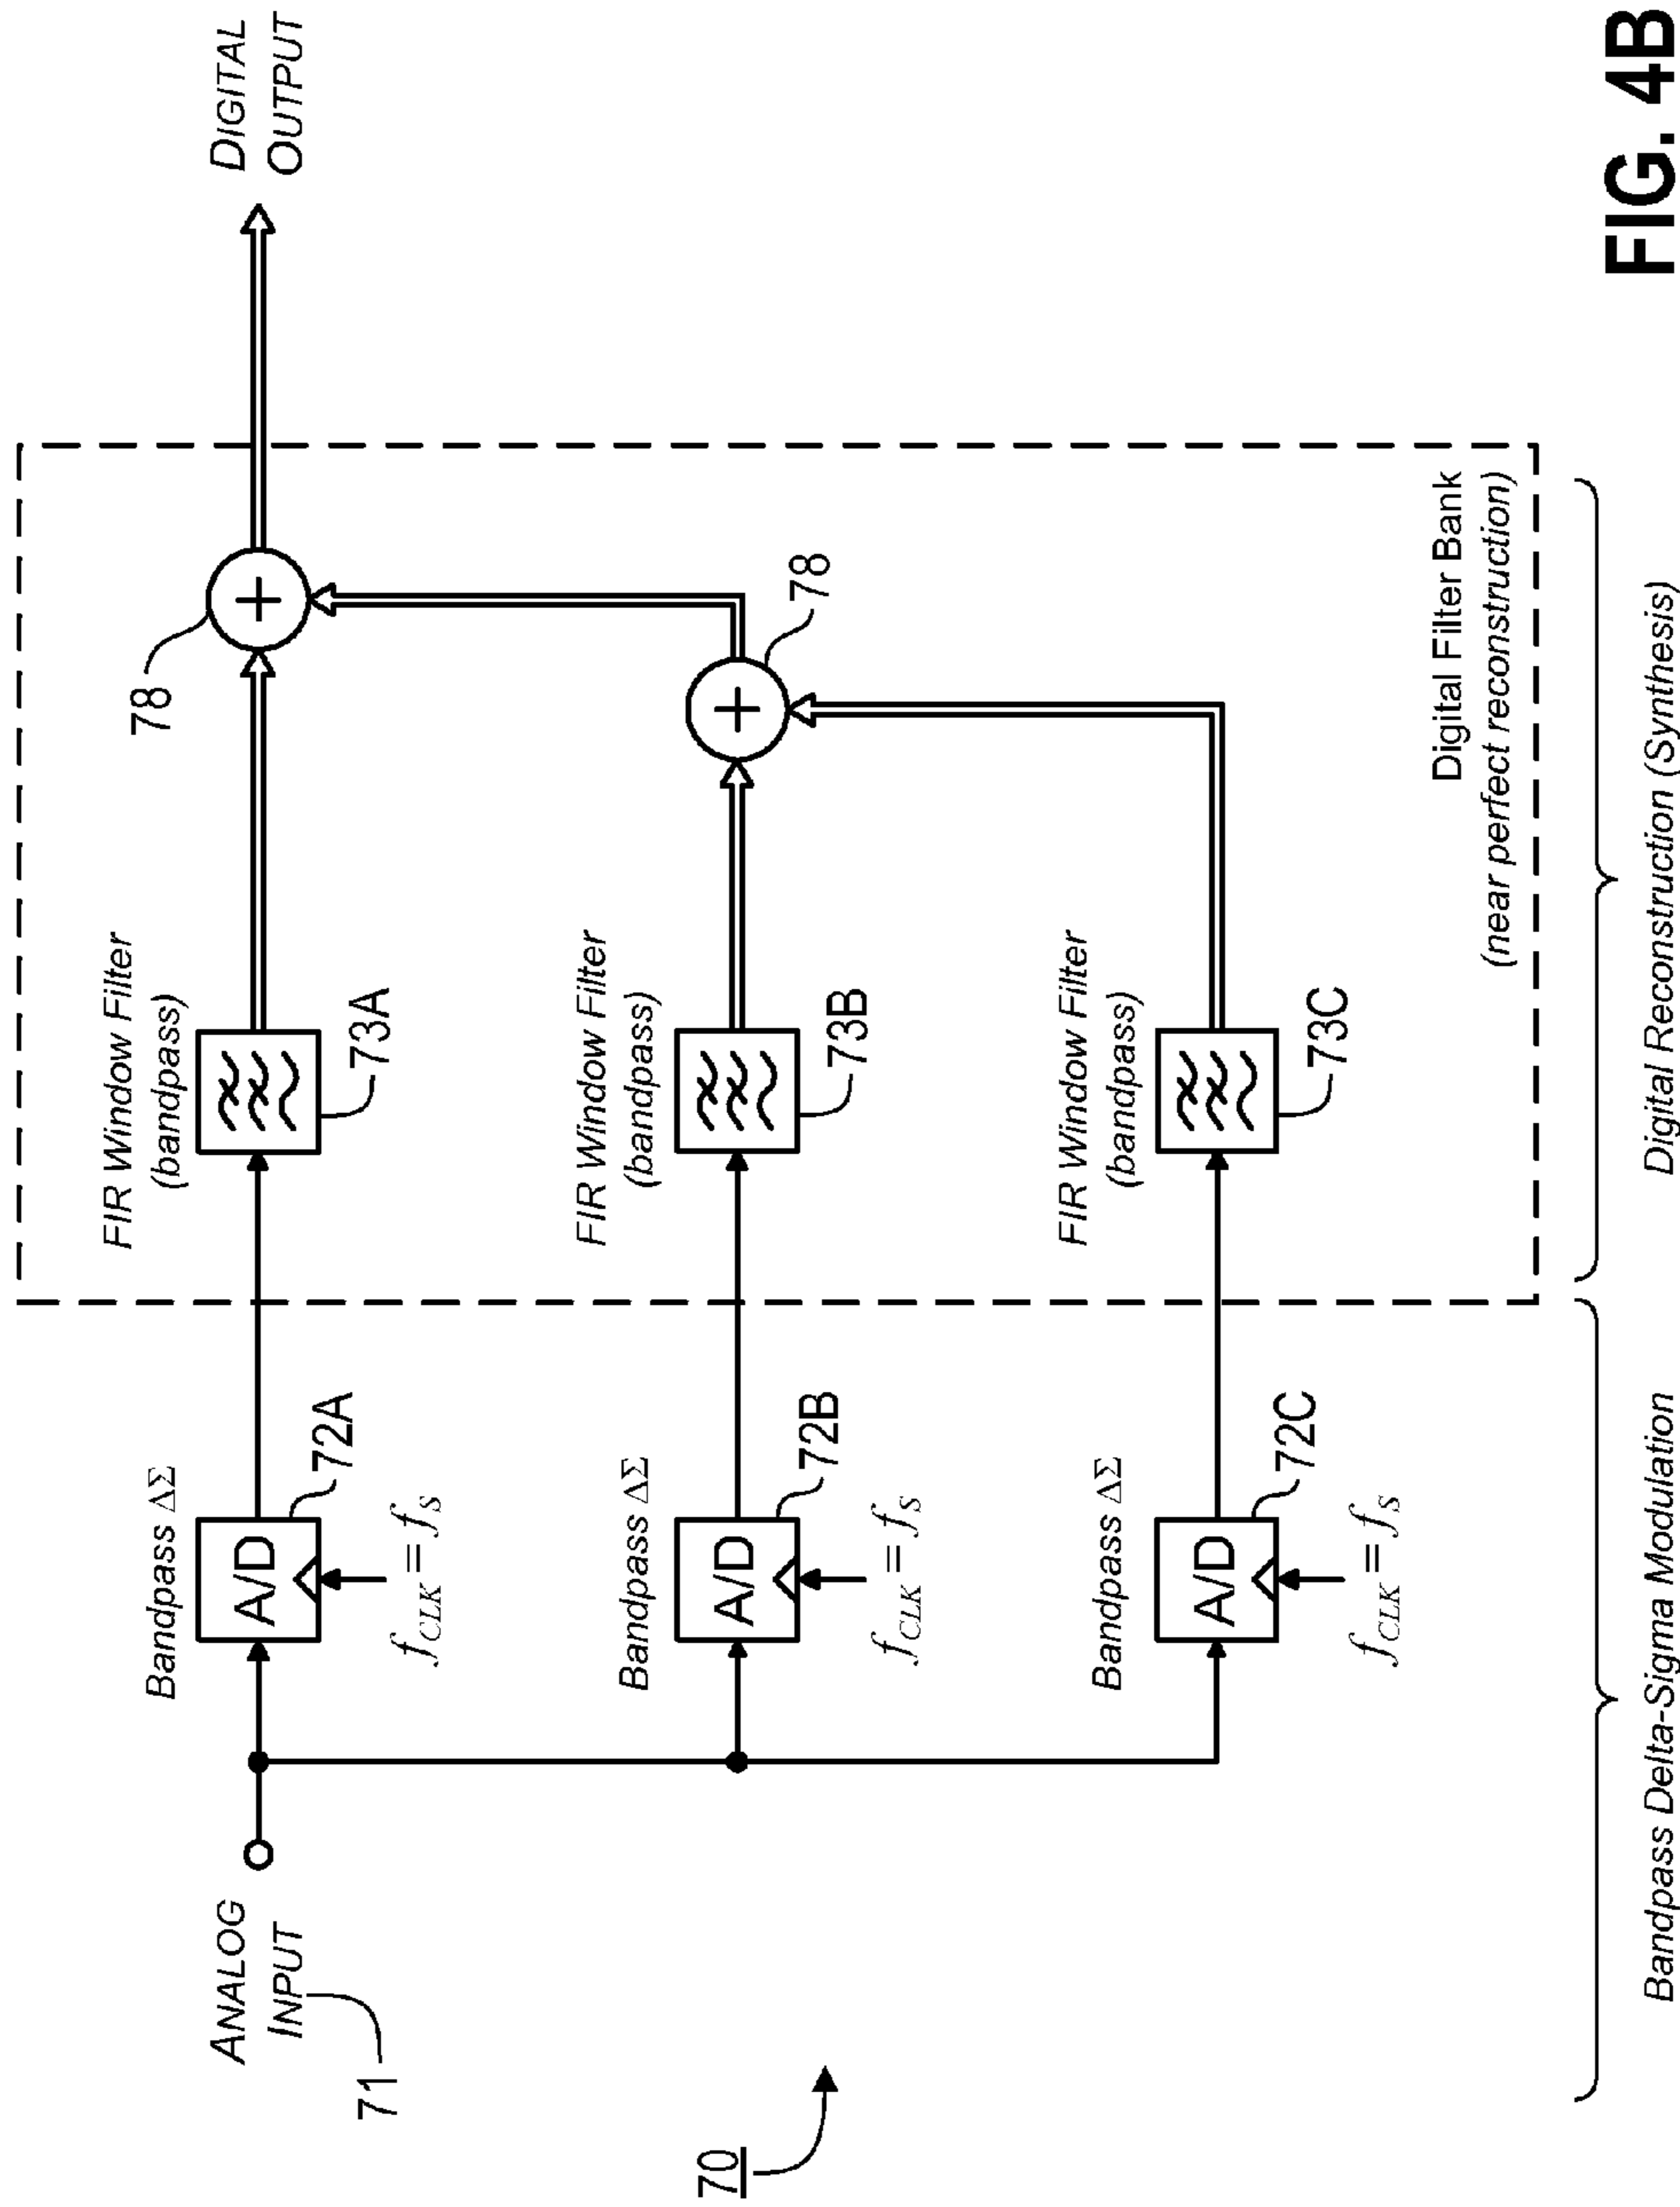 ANALOG
INPUT
71
70
Bandpass ΔΣ
A/D
72A
f_CLK = f_S
FIR Window Filter
(bandpass)
73A
78
DIGITAL
OUTPUT
Bandpass ΔΣ
A/D
72B
f_CLK = f_S
FIR Window Filter
(bandpass)
73B
78
Bandpass ΔΣ
A/D
72C
f_CLK = f_S
FIR Window Filter
(bandpass)
73C
Digital Filter Bank
(near perfect reconstruction)
Bandpass Delta-Sigma Modulation
Digital Reconstruction (Synthesis)
FIG. 4B